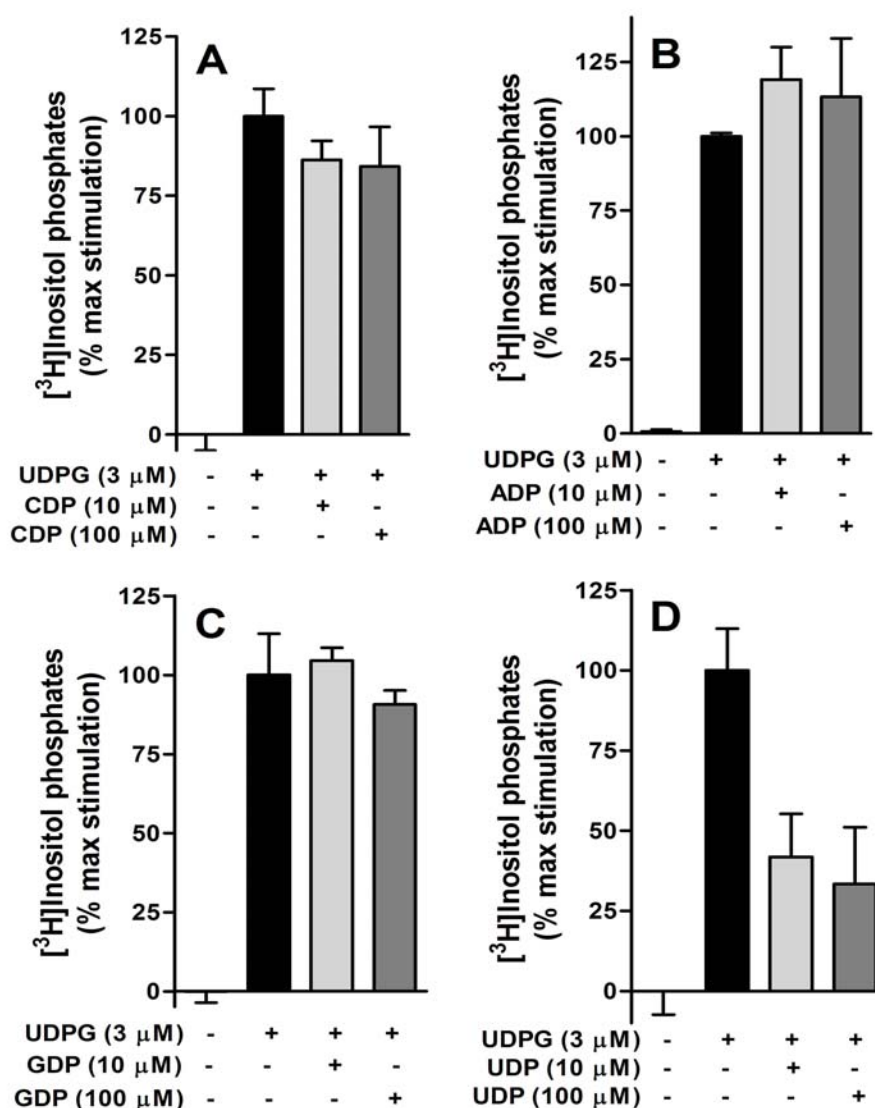 A
[³H]Inositol phosphates
(% max stimulation)
125
100
75
50
25
0
UDPG (3 μM) - + + +
CDP (10 μM) - - + -
CDP (100 μM) - - - +
B
[³H]Inositol phosphates
(% max stimulation)
125
100
75
50
25
0
UDPG (3 μM) - + + +
ADP (10 μM) - - + -
ADP (100 μM) - - - +
C
[³H]Inositol phosphates
(% max stimulation)
125
100
75
50
25
0
UDPG (3 μM) - + + +
GDP (10 μM) - - + -
GDP (100 μM) - - - +
D
[³H]Inositol phosphates
(% max stimulation)
125
100
75
50
25
0
UDPG (3 μM) - + + +
UDP (10 μM) - - + -
UDP (100 μM) - - - +